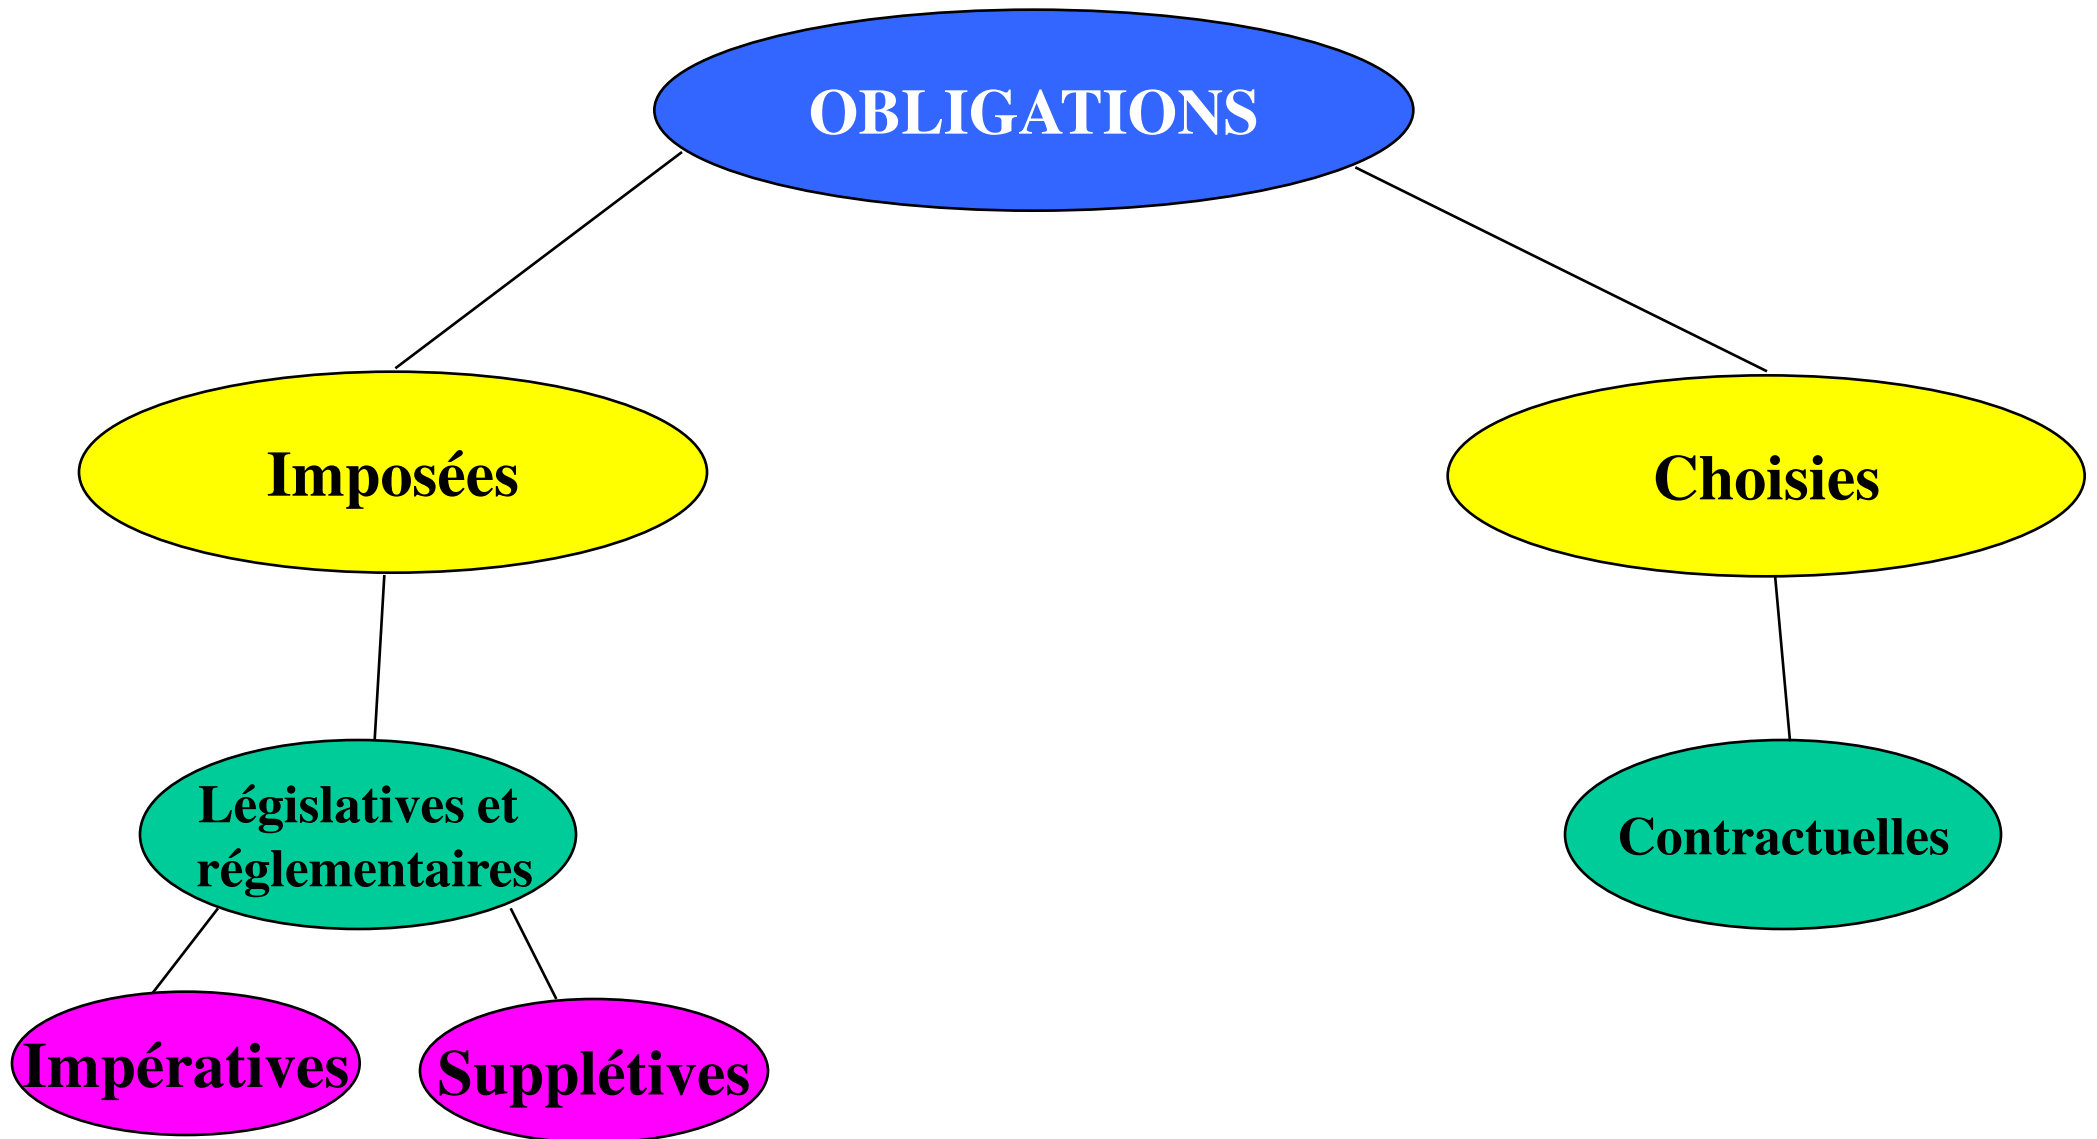 OBLIGATIONS
Imposées
Choisies
Législatives et
réglementaires
Contractuelles
Impératives
Supplétives